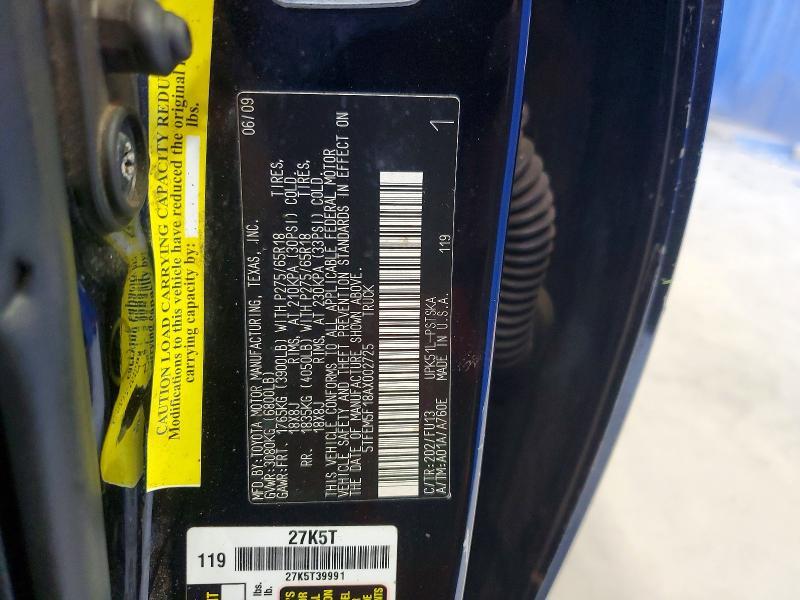 CAUTION LOAD CARRYING CAPACITY REDU
Modifications to this vehicle have reduced the original
carrying capacity by: lbs.
06/09
MFD.BY:TOYOTA MOTOR MANUFACTURING, TEXAS, INC.
GVWR:3080KG (6800LB)
GAWR:FRT. 1765KG (3900LB) WITH P275/65R18 TIRES,
18X8J RIMS, AT 210KPA (30PSI) COLD,
RR. 1835KG (4050LB) WITH P275/65R18 TIRES,
18X8J RIMS, AT 230KPA (33PSI) COLD,
THIS VEHICLE CONFORMS TO ALL APPLICABLE FEDERAL MOTOR
VEHICLE SAFETY AND THEFT PREVENTION STANDARDS IN EFFECT ON
THE DATE OF MANUFACTURE SHOWN ABOVE.
5TFEM5F18AX002725 TRUCK
1
119
C/TR:202/FU13 UPK51L-PSTSKA
A/TM:A01A/A760E MADE IN U.S.A.
27K5T
119
27K5T39991
lbs.